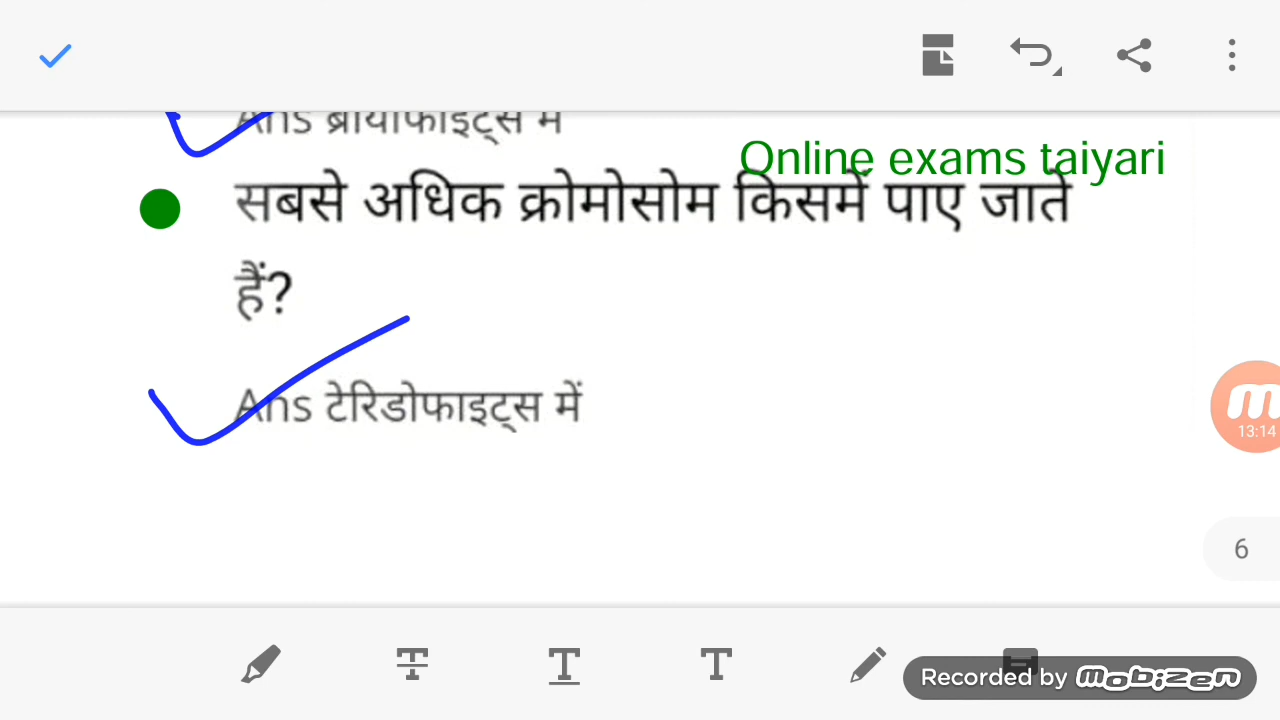 Ans ब्रायोफाइट्स में
Online exams taiyari
सबसे अधिक क्रोमोसोम किसमें पाए जाते
हैं?
Ans टेरिडोफाइट्स में
13:14
6
Recorded by mobizen